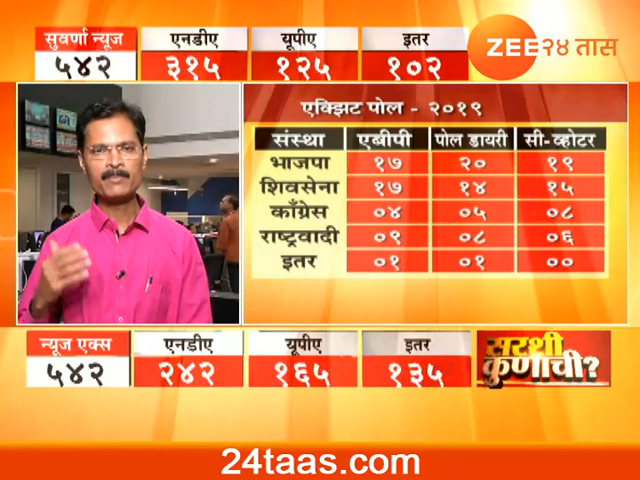 सुवर्णा न्यूज एनडीए यूपीए इतर
५४२ ३१५ १२५ १०२
ZEE २४ तास
एक्झिट पोल - २०१९
संस्था एबीपी पोल डायरी सी-व्होटर
भाजपा १७ २० १९
शिवसेना १७ १४ १५
काँग्रेस ०४ ०५ ०८
राष्ट्रवादी ०९ ०८ ०६
इतर ०१ ०१ ००
न्यूज एक्स एनडीए यूपीए इतर
५४२ २४२ १६५ १३५
सरशी
कुणाची?
24taas.com